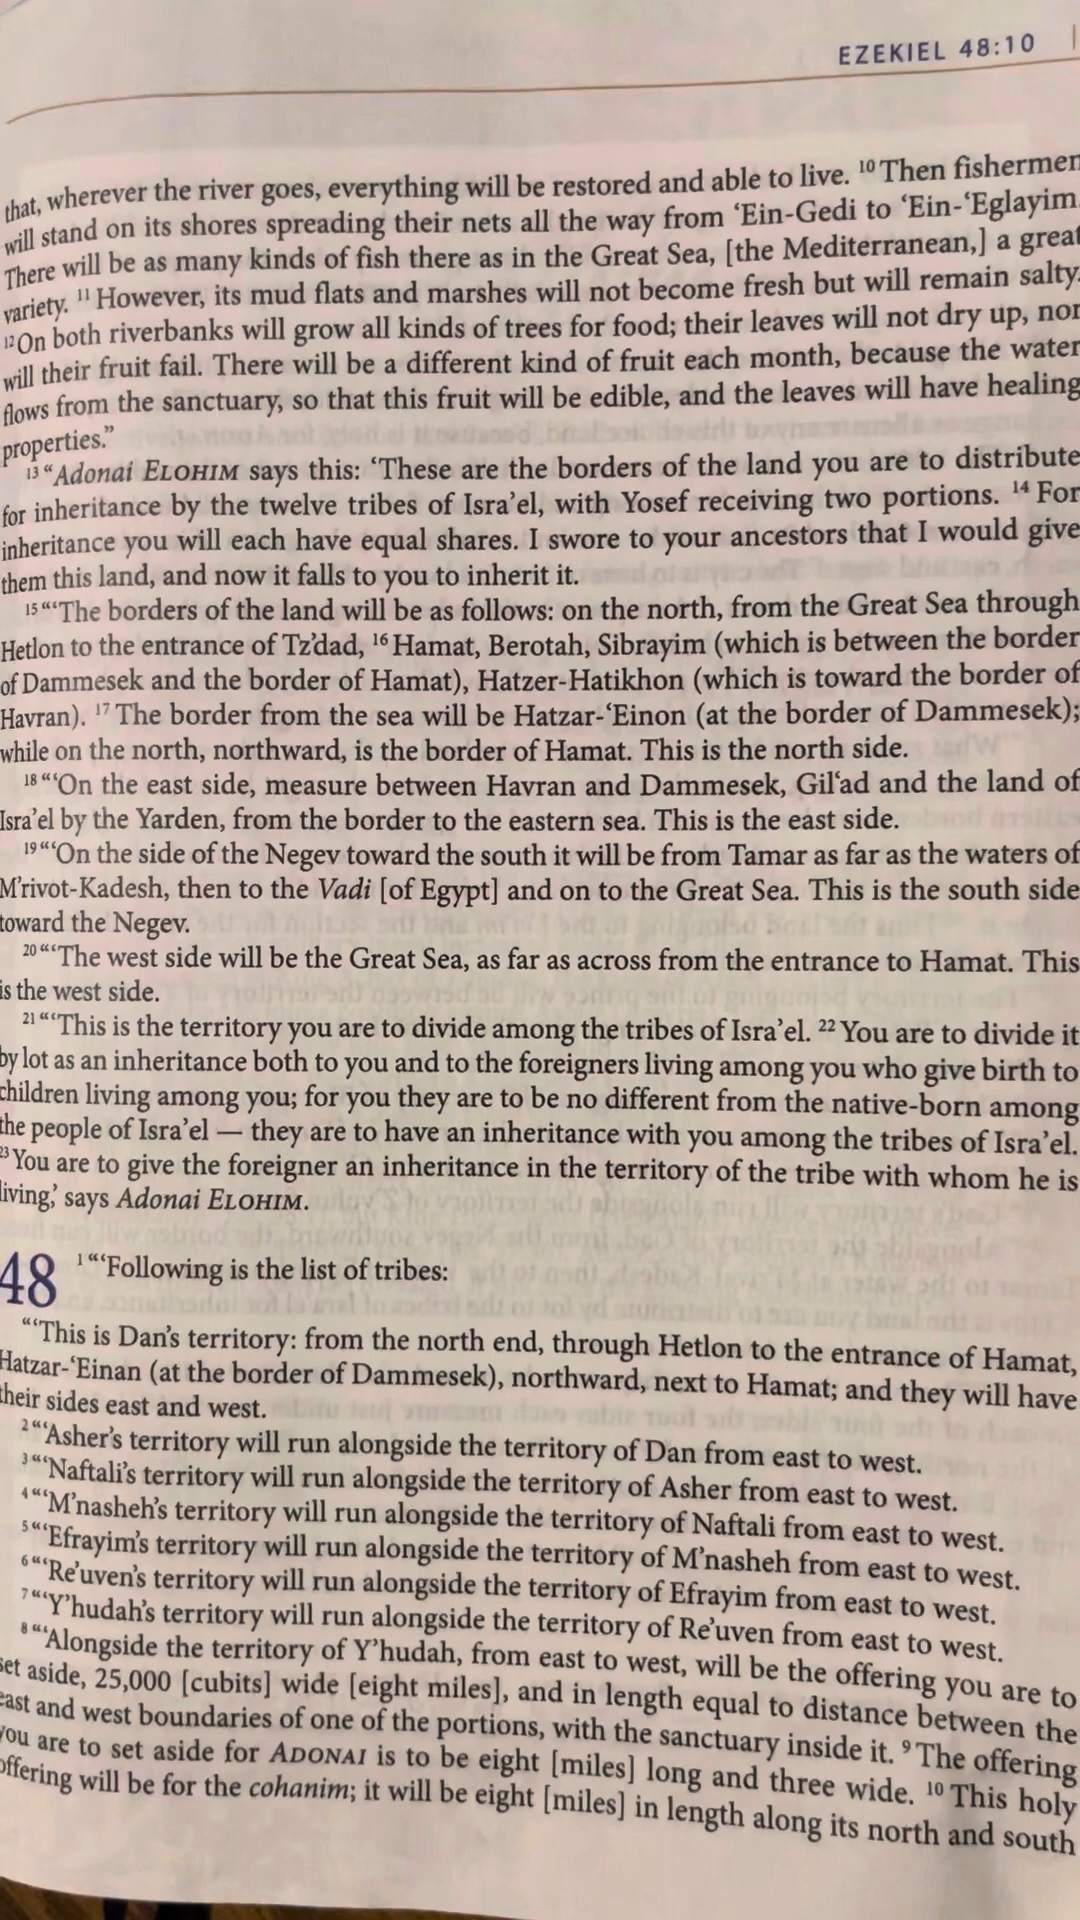 EZEKIEL 48:10
that, wherever the river goes, everything will be restored and able to live. 10 Then fishermen
will stand on its shores spreading their nets all the way from ‘Ein-Gedi to ‘Ein-‘Eglayim.
There will be as many kinds of fish there as in the Great Sea, [the Mediterranean,] a great
variety. 11 However, its mud flats and marshes will not become fresh but will remain salty.
12 On both riverbanks will grow all kinds of trees for food; their leaves will not dry up, nor
will their fruit fail. There will be a different kind of fruit each month, because the water
flows from the sanctuary, so that this fruit will be edible, and the leaves will have healing
properties.”
13 “Adonai ELOHIM says this: ‘These are the borders of the land you are to distribute
for inheritance by the twelve tribes of Isra’el, with Yosef receiving two portions. 14 For
inheritance you will each have equal shares. I swore to your ancestors that I would give
them this land, and now it falls to you to inherit it.
15 “‘The borders of the land will be as follows: on the north, from the Great Sea through
Hetlon to the entrance of Tz’dad, 16 Hamat, Berotah, Sibrayim (which is between the border
of Dammesek and the border of Hamat), Hatzer-Hatikhon (which is toward the border of
Havran). 17 The border from the sea will be Hatzar-‘Einon (at the border of Dammesek);
while on the north, northward, is the border of Hamat. This is the north side.
18 “‘On the east side, measure between Havran and Dammesek, Gil‘ad and the land of
Isra’el by the Yarden, from the border to the eastern sea. This is the east side.
19 “‘On the side of the Negev toward the south it will be from Tamar as far as the waters of
M’rivot-Kadesh, then to the Vadi [of Egypt] and on to the Great Sea. This is the south side
toward the Negev.
20 “‘The west side will be the Great Sea, as far as across from the entrance to Hamat. This
is the west side.
21 “‘This is the territory you are to divide among the tribes of Isra’el. 22 You are to divide it
by lot as an inheritance both to you and to the foreigners living among you who give birth to
children living among you; for you they are to be no different from the native-born among
the people of Isra’el — they are to have an inheritance with you among the tribes of Isra’el.
23 You are to give the foreigner an inheritance in the territory of the tribe with whom he is
living,’ says Adonai ELOHIM.
48 1 “‘Following is the list of tribes:
“‘This is Dan’s territory: from the north end, through Hetlon to the entrance of Hamat,
Hatzar-‘Einan (at the border of Dammesek), northward, next to Hamat; and they will have
their sides east and west.
2 “‘Asher’s territory will run alongside the territory of Dan from east to west.
3 “‘Naftali’s territory will run alongside the territory of Asher from east to west.
4 “‘M’nasheh’s territory will run alongside the territory of Naftali from east to west.
5 “‘Efrayim’s territory will run alongside the territory of M’nasheh from east to west.
6 “‘Re’uven’s territory will run alongside the territory of Efrayim from east to west.
7 “‘Y’hudah’s territory will run alongside the territory of Re’uven from east to west.
8 “‘Alongside the territory of Y’hudah, from east to west, will be the offering you are to
set aside, 25,000 [cubits] wide [eight miles], and in length equal to distance between the
east and west boundaries of one of the portions, with the sanctuary inside it. 9 The offering
you are to set aside for ADONAI is to be eight [miles] long and three wide. 10 This holy
offering will be for the cohanim; it will be eight [miles] in length along its north and south